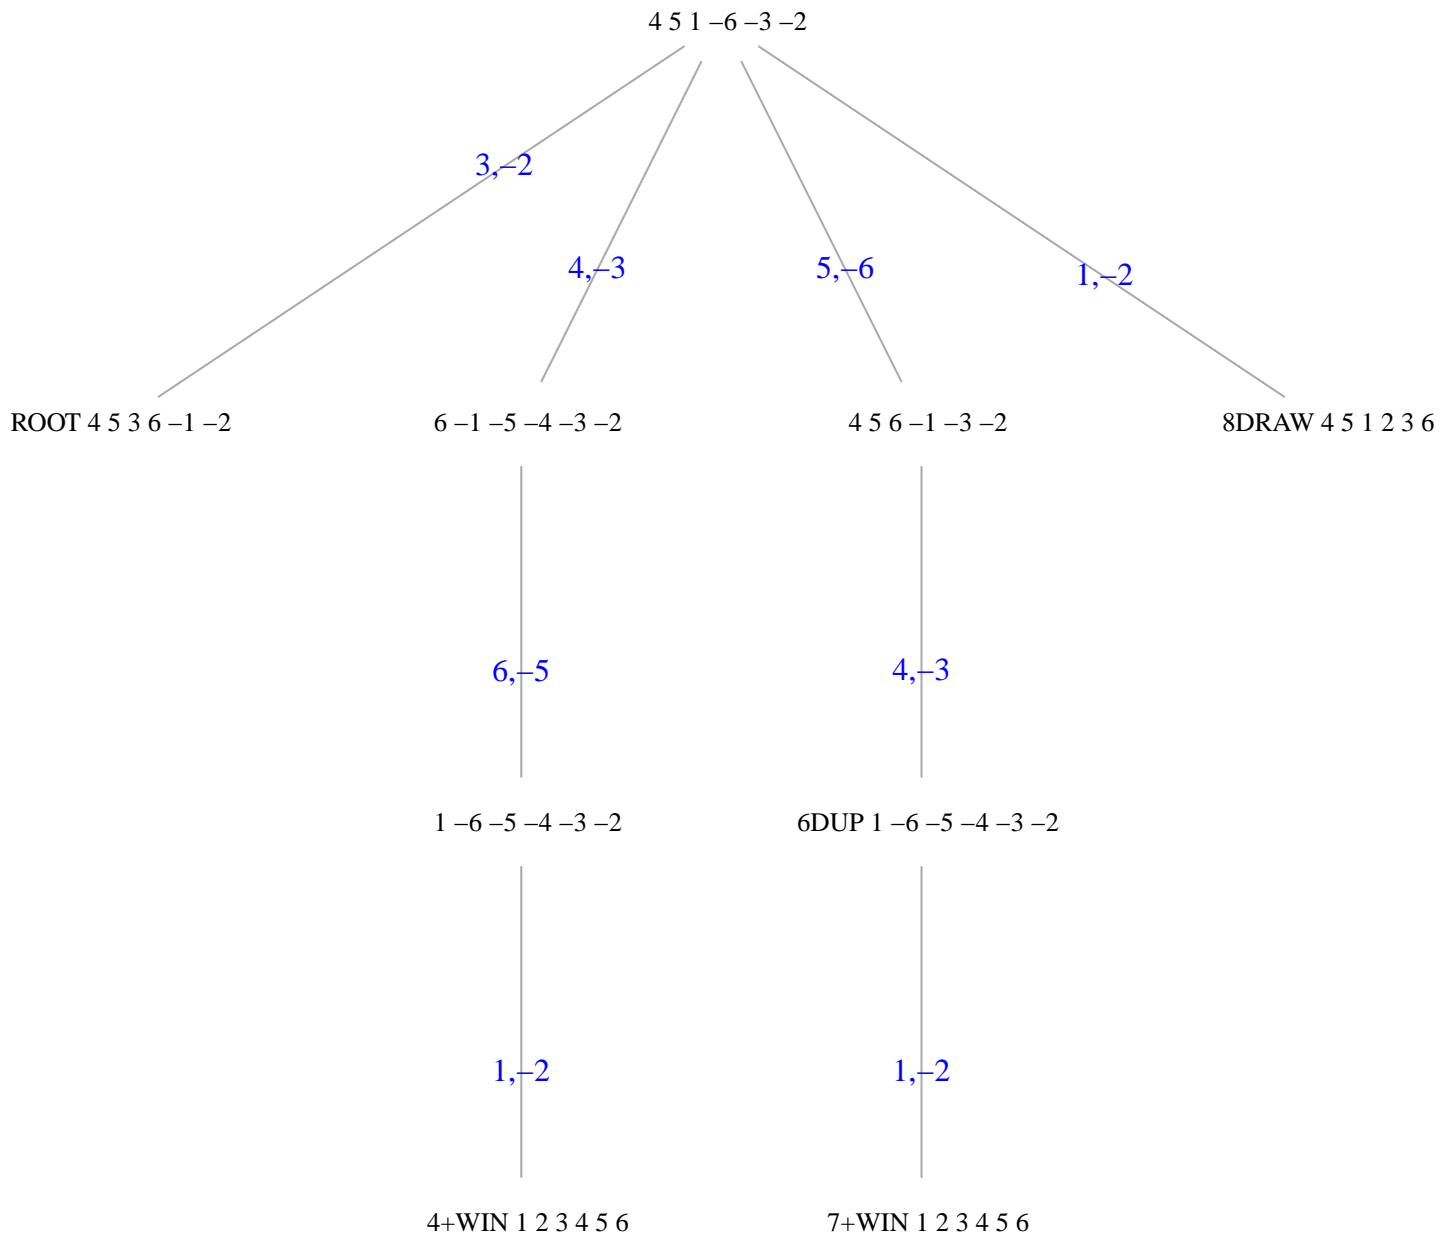 4 5 1 –6 –3 –2
3,–2
4,–3
5,–6
1,–2
ROOT 4 5 3 6 –1 –2
6 –1 –5 –4 –3 –2
4 5 6 –1 –3 –2
8DRAW 4 5 1 2 3 6
6,–5
4,–3
1 –6 –5 –4 –3 –2
6DUP 1 –6 –5 –4 –3 –2
1,–2
1,–2
4+WIN 1 2 3 4 5 6
7+WIN 1 2 3 4 5 6